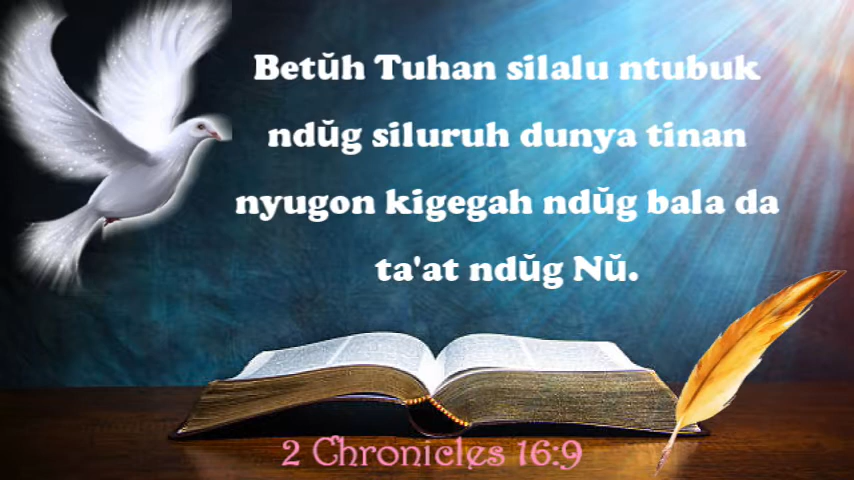 Betŭh Tuhan silalu ntubuk
ndŭg siluruh dunya tinan
nyugon kigegah ndŭg bala da
ta'at ndŭg Nŭ.
2 Chronicles 16:9